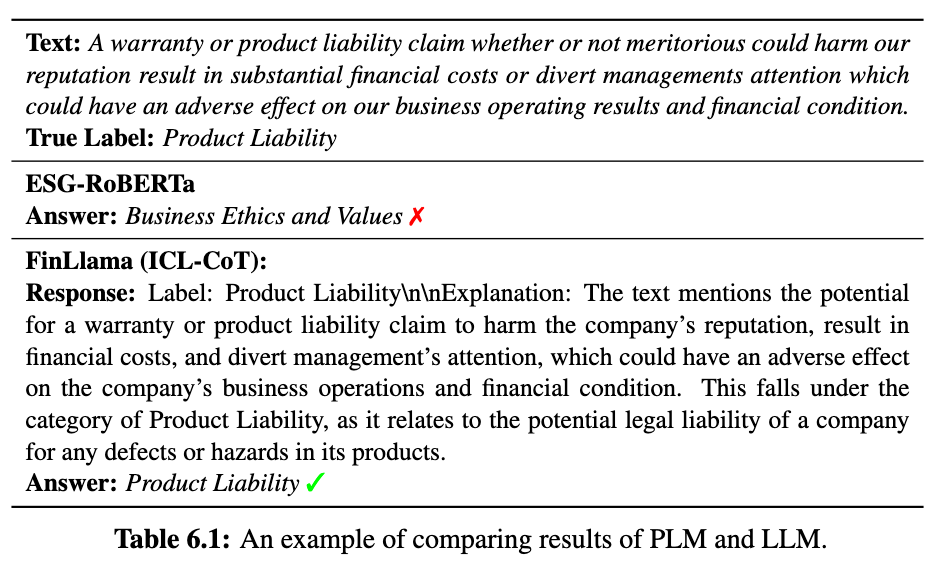 Text: A warranty or product liability claim whether or not meritorious could harm our
reputation result in substantial financial costs or divert managements attention which
could have an adverse effect on our business operating results and financial condition.
True Label: Product Liability
ESG-RoBERTa
Answer: Business Ethics and Values ✗
FinLlama (ICL-CoT):
Response: Label: Product Liability\n\nExplanation: The text mentions the potential
for a warranty or product liability claim to harm the company's reputation, result in
financial costs, and divert management's attention, which could have an adverse effect
on the company's business operations and financial condition. This falls under the
category of Product Liability, as it relates to the potential legal liability of a company
for any defects or hazards in its products.
Answer: Product Liability ✓
Table 6.1: An example of comparing results of PLM and LLM.